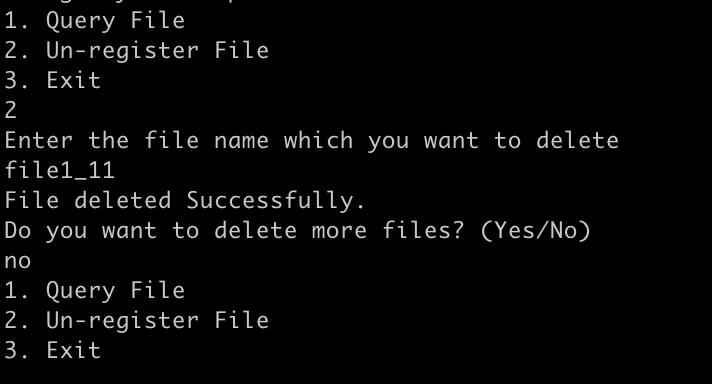 1. Query File
2. Un-register File
3. Exit
2
Enter the file name which you want to delete
file1_11
File deleted Successfully.
Do you want to delete more files? (Yes/No)
no
1. Query File
2. Un-register File
3. Exit